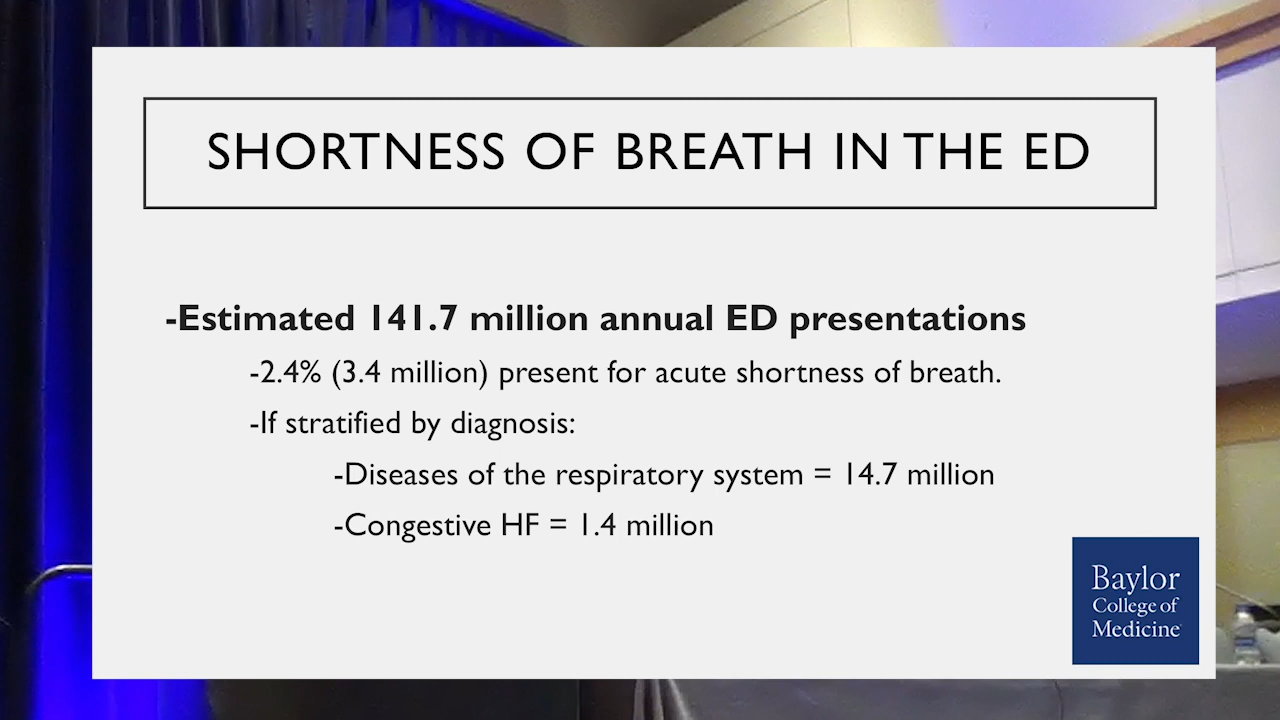 SHORTNESS OF BREATH IN THE ED
-Estimated 141.7 million annual ED presentations
-2.4% (3.4 million) present for acute shortness of breath.
-If stratified by diagnosis:
-Diseases of the respiratory system = 14.7 million
-Congestive HF = 1.4 million
Baylor
College of
Medicine